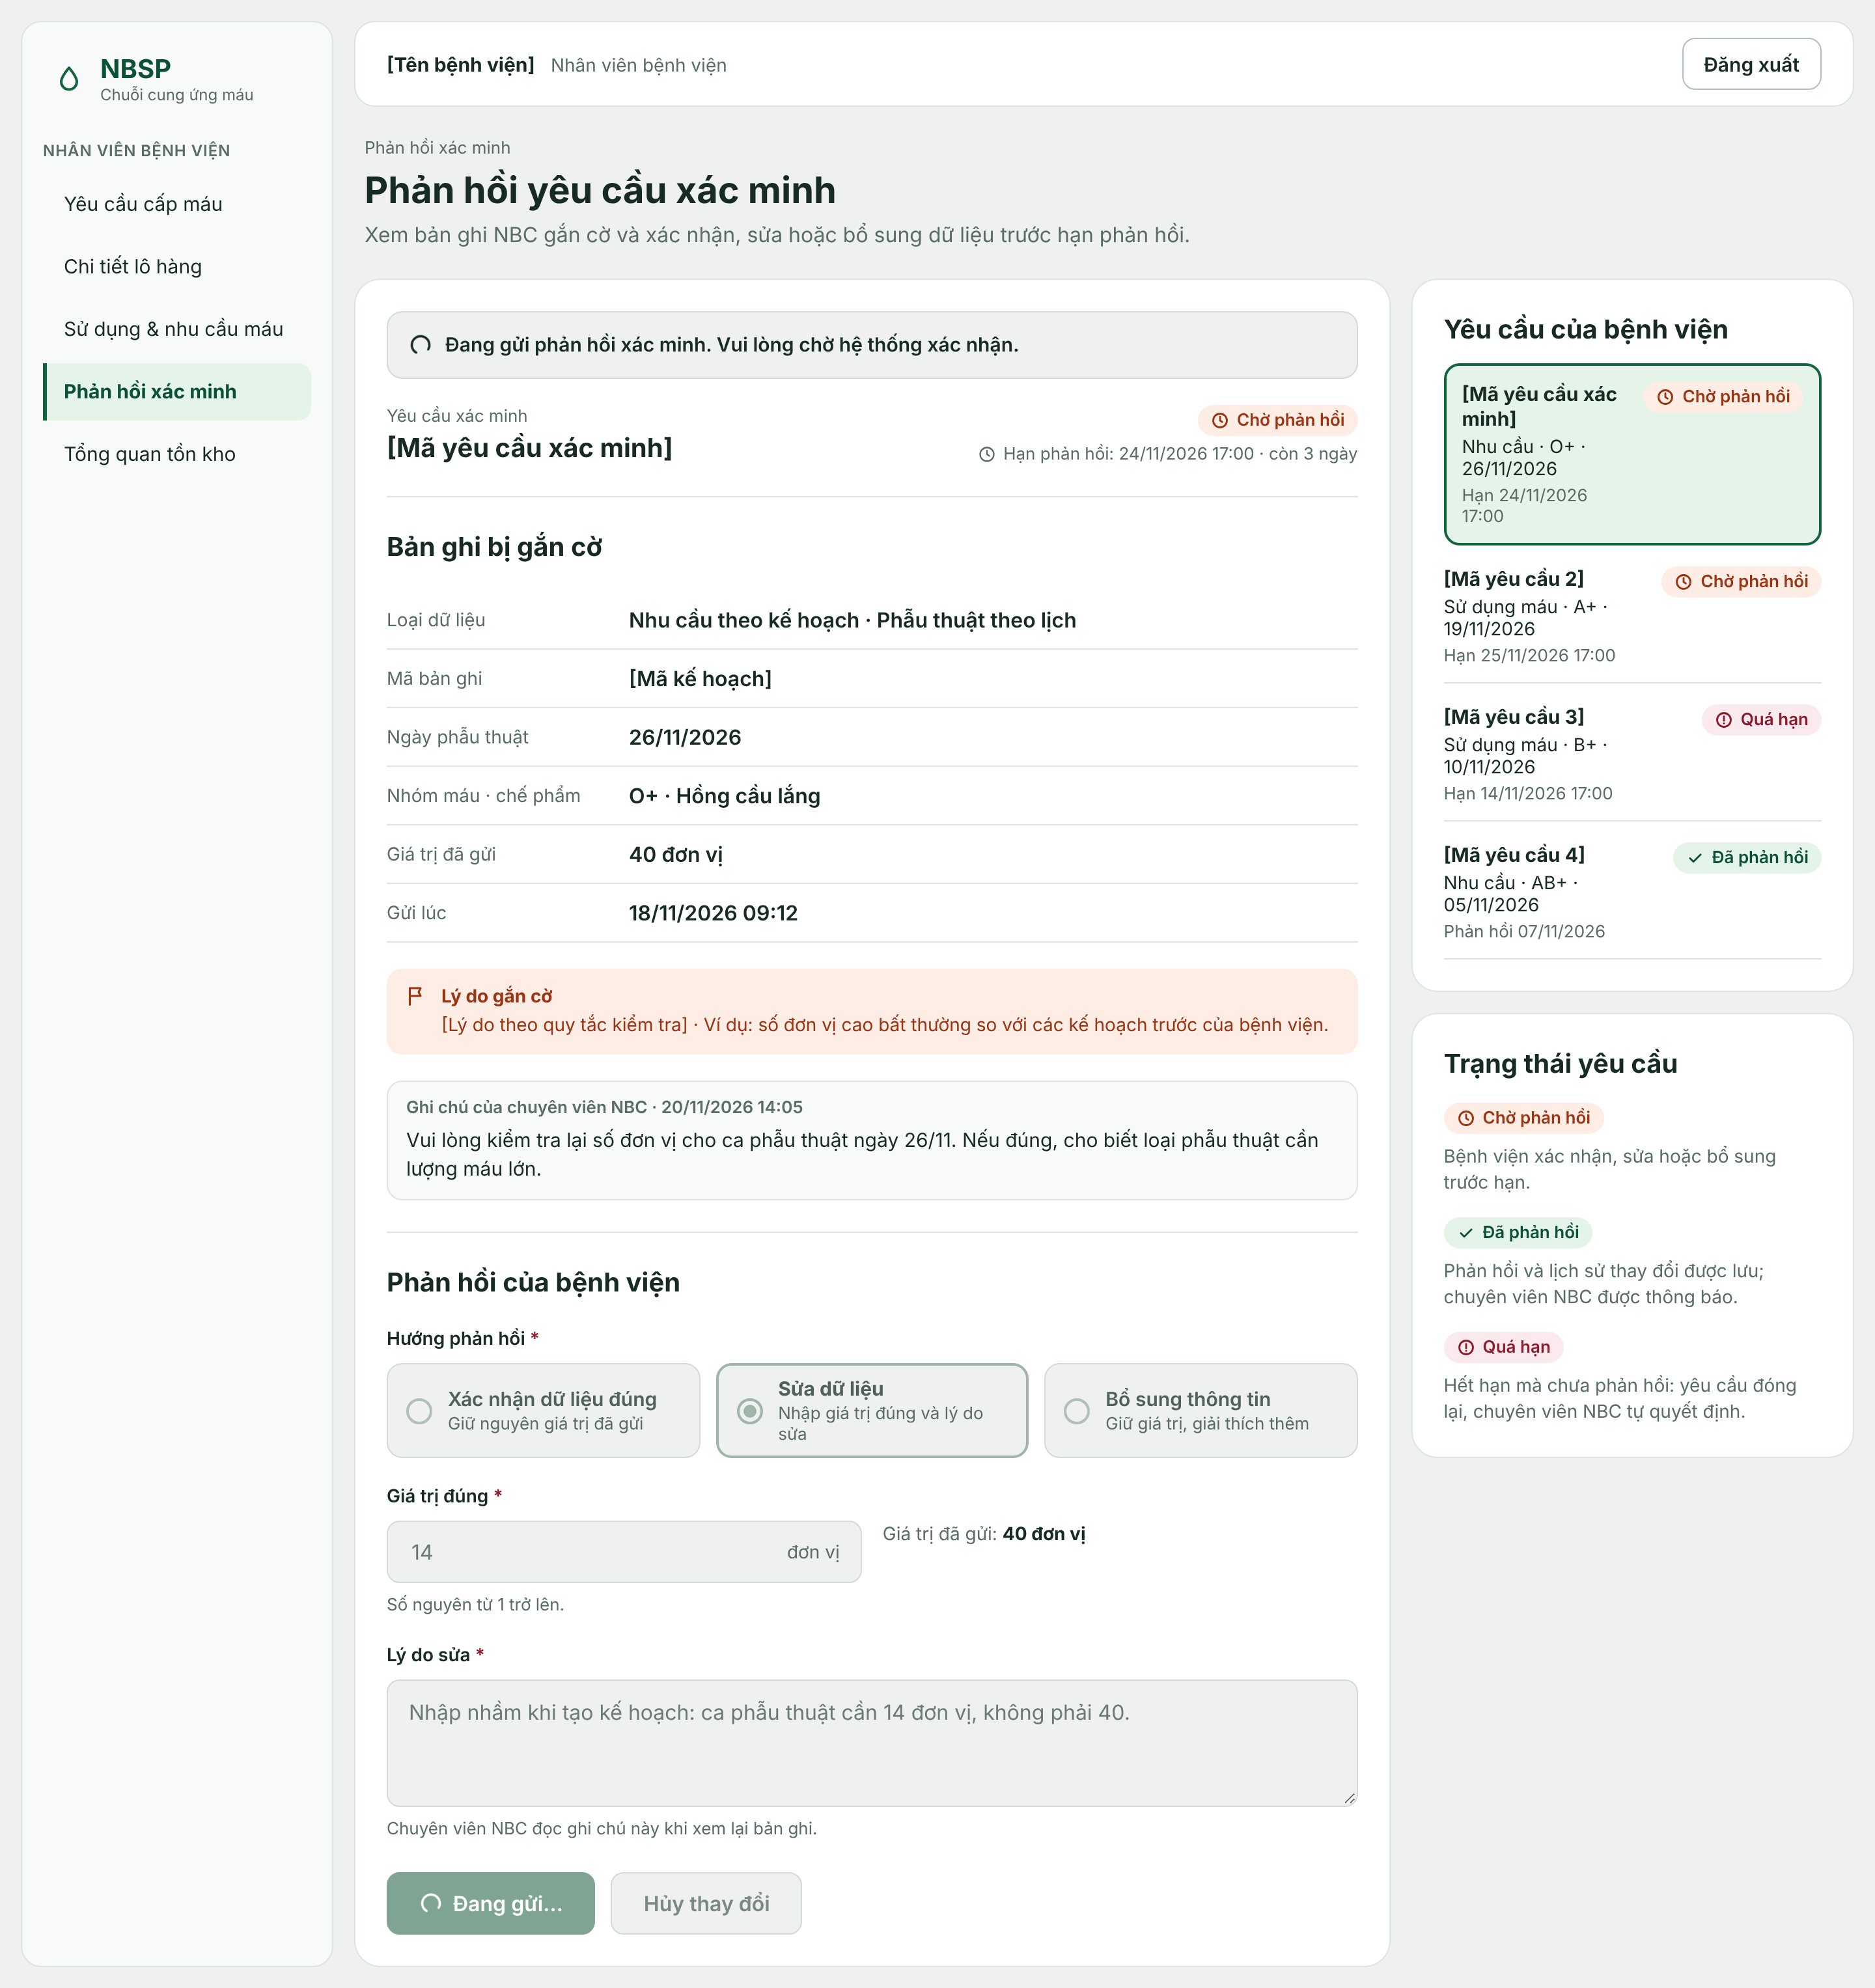 NBSP
Chuỗi cung ứng máu
NHÂN VIÊN BỆNH VIỆN
Yêu cầu cấp máu
Chi tiết lô hàng
Sử dụng & nhu cầu máu
Phản hồi xác minh
Tổng quan tồn kho
[Tên bệnh viện] Nhân viên bệnh viện
Đăng xuất
Phản hồi xác minh
Phản hồi yêu cầu xác minh
Xem bản ghi NBC gắn cờ và xác nhận, sửa hoặc bổ sung dữ liệu trước hạn phản hồi.
Đang gửi phản hồi xác minh. Vui lòng chờ hệ thống xác nhận.
Yêu cầu xác minh
[Mã yêu cầu xác minh]
Chờ phản hồi
Hạn phản hồi: 24/11/2026 17:00 · còn 3 ngày
Bản ghi bị gắn cờ
Loại dữ liệu Nhu cầu theo kế hoạch · Phẫu thuật theo lịch
Mã bản ghi [Mã kế hoạch]
Ngày phẫu thuật 26/11/2026
Nhóm máu · chế phẩm O+ · Hồng cầu lắng
Giá trị đã gửi 40 đơn vị
Gửi lúc 18/11/2026 09:12
Lý do gắn cờ
[Lý do theo quy tắc kiểm tra] · Ví dụ: số đơn vị cao bất thường so với các kế hoạch trước của bệnh viện.
Ghi chú của chuyên viên NBC · 20/11/2026 14:05
Vui lòng kiểm tra lại số đơn vị cho ca phẫu thuật ngày 26/11. Nếu đúng, cho biết loại phẫu thuật cần
lượng máu lớn.
Phản hồi của bệnh viện
Hướng phản hồi *
Xác nhận dữ liệu đúng
Giữ nguyên giá trị đã gửi
Sửa dữ liệu
Nhập giá trị đúng và lý do
sửa
Bổ sung thông tin
Giữ giá trị, giải thích thêm
Giá trị đúng *
14 đơn vị
Giá trị đã gửi: 40 đơn vị
Số nguyên từ 1 trở lên.
Lý do sửa *
Nhập nhầm khi tạo kế hoạch: ca phẫu thuật cần 14 đơn vị, không phải 40.
Chuyên viên NBC đọc ghi chú này khi xem lại bản ghi.
Đang gửi...
Hủy thay đổi
Yêu cầu của bệnh viện
[Mã yêu cầu xác
minh]
Chờ phản hồi
Nhu cầu · O+ ·
26/11/2026
Hạn 24/11/2026
17:00
[Mã yêu cầu 2]
Chờ phản hồi
Sử dụng máu · A+ ·
19/11/2026
Hạn 25/11/2026 17:00
[Mã yêu cầu 3]
Quá hạn
Sử dụng máu · B+ ·
10/11/2026
Hạn 14/11/2026 17:00
[Mã yêu cầu 4]
Đã phản hồi
Nhu cầu · AB+ ·
05/11/2026
Phản hồi 07/11/2026
Trạng thái yêu cầu
Chờ phản hồi
Bệnh viện xác nhận, sửa hoặc bổ sung
trước hạn.
Đã phản hồi
Phản hồi và lịch sử thay đổi được lưu;
chuyên viên NBC được thông báo.
Quá hạn
Hết hạn mà chưa phản hồi: yêu cầu đóng
lại, chuyên viên NBC tự quyết định.